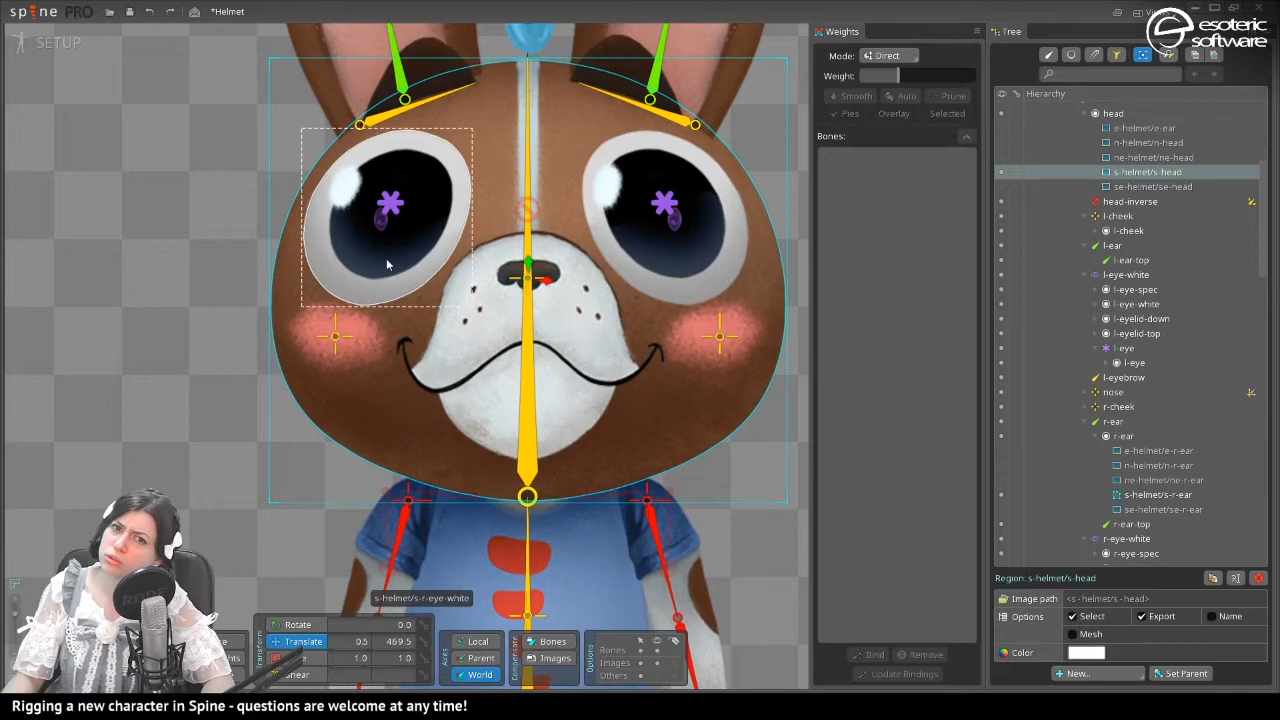 spine PRO
*Helmet
Views
esoteric
software
SETUP
Weights
Tree
Mode:
Direct
Weight:
Smooth
Auto
Prune
Pies
Overlay
Selected
Bones:
Hierarchy
head
e-helmet/e-ear
n-helmet/n-head
ne-helmet/ne-head
s-helmet/s-head
se-helmet/se-head
head-inverse
l-cheek
l-cheek
l-ear
l-ear-top
l-eye-white
l-eye-spec
l-eye-white
l-eyelid-down
l-eyelid-top
l-eye
l-eye
l-eyebrow
nose
r-cheek
r-ear
r-ear
e-helmet/e-r-ear
n-helmet/n-r-ear
ne-helmet/ne-r-ear
s-helmet/s-r-ear
se-helmet/se-r-ear
r-ear-top
r-eye-white
r-eye-spec
Region: s-helmet/s-head
Image path
<s - helmet/s - head>
Options
Select
Export
Name
Mesh
Color
New...
Set Parent
Bind
Remove
Update Bindings
s-helmet/s-r-eye-white
Transform
Rotate
0.0
Translate
0.5
469.5
1.0
1.0
Shear
Axes
Local
Parent
World
Compensate
Bones
Images
Options
Bones
Images
Others
RØDE
Rigging a new character in Spine - questions are welcome at any time!